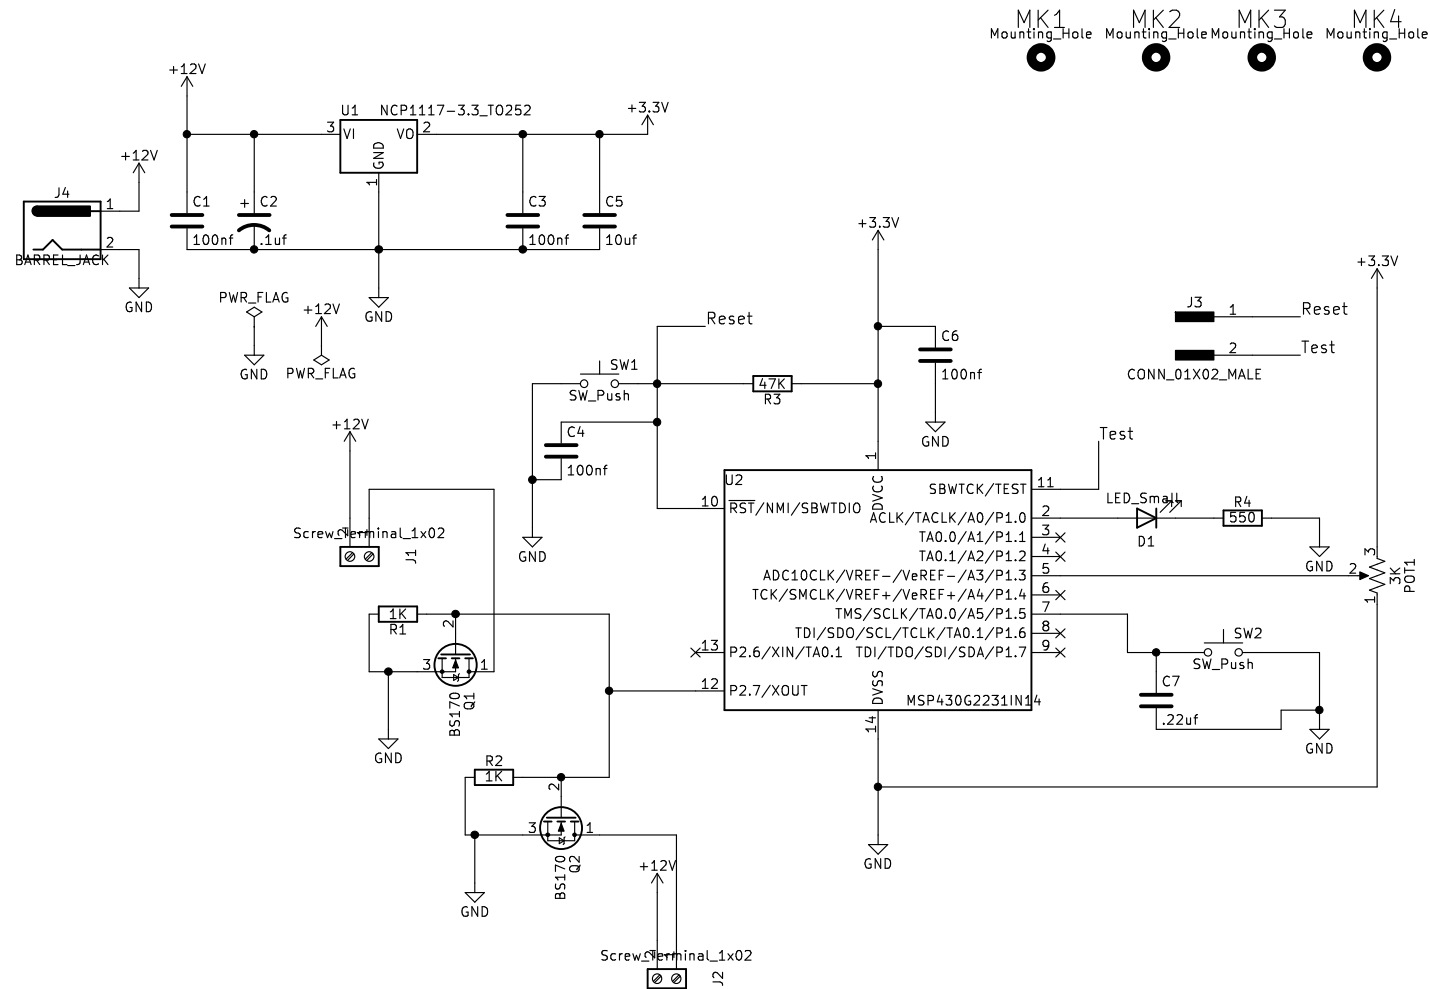 MK1
Mounting_Hole
MK2
Mounting_Hole
MK3
Mounting_Hole
MK4
Mounting_Hole
+12V
U1
NCP1117-3.3_TO252
3
VI
VO
2
GND
1
+3.3V
+12V
J4
1
2
BARREL_JACK
GND
C1
100nf
+
C2
.1uf
C3
100nf
C5
10uf
GND
PWR_FLAG
GND
+12V
PWR_FLAG
+3.3V
Reset
SW1
SW_Push
47K
R3
C6
100nf
GND
C4
100nf
GND
J3
1
Reset
2
Test
CONN_01X02_MALE
+3.3V
+12V
Screw_Terminal_1x02
2
1
J1
1K
R1
2
3
1
BS170
Q1
GND
R2
1K
2
3
1
BS170
Q2
GND
+12V
Screw_Terminal_1x02
2
J2
U2
1
DVCC
10
RST/NMI/SBWTDIO
13
P2.6/XIN/TA0.1
12
P2.7/XOUT
SBWTCK/TEST
11
Test
ACLK/TACLK/A0/P1.0
2
TA0.0/A1/P1.1
3
TA0.1/A2/P1.2
4
ADC10CLK/VREF-/VeREF-/A3/P1.3
5
TCK/SMCLK/VREF+/VeREF+/A4/P1.4
6
TMS/SCLK/TA0.0/A5/P1.5
7
TDI/SDO/SCL/TCLK/TA0.1/P1.6
8
TDI/TDO/SDI/SDA/P1.7
9
DVSS
14
MSP430G2231IN14
GND
LED_Small
D1
R4
550
GND
3
2
1
3K
POT1
SW2
SW_Push
C7
.22uf
GND